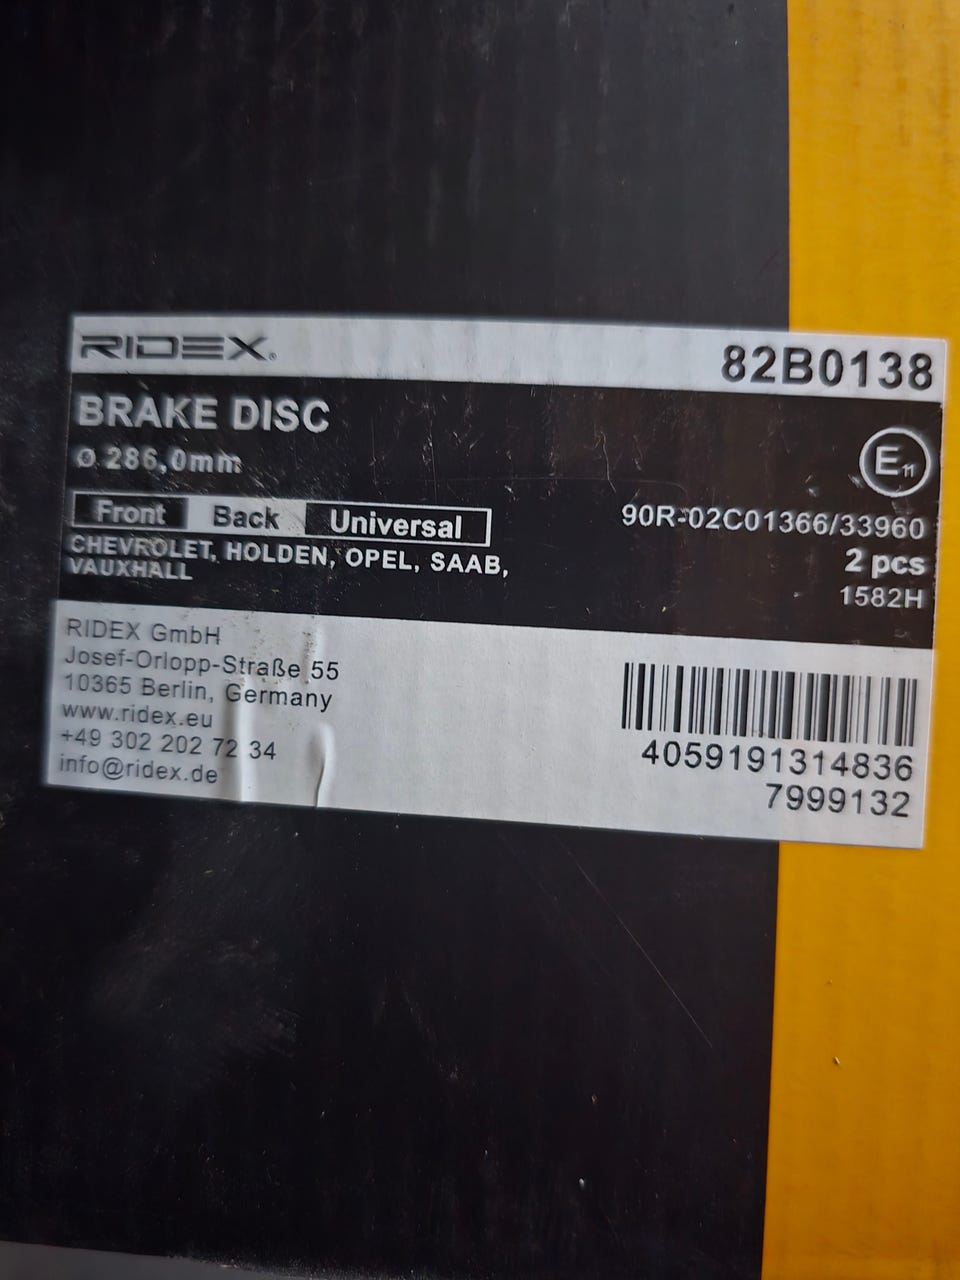 RIDEX® 82B0138
BRAKE DISC
Ø 286,0mm
E11
Front Back Universal
90R-02C01366/33960
CHEVROLET, HOLDEN, OPEL, SAAB,
VAUXHALL
2 pcs
1582H
RIDEX GmbH
Josef-Orlopp-Straße 55
10365 Berlin, Germany
www.ridex.eu
+49 302 202 72 34
info@ridex.de
4059191314836
7999132